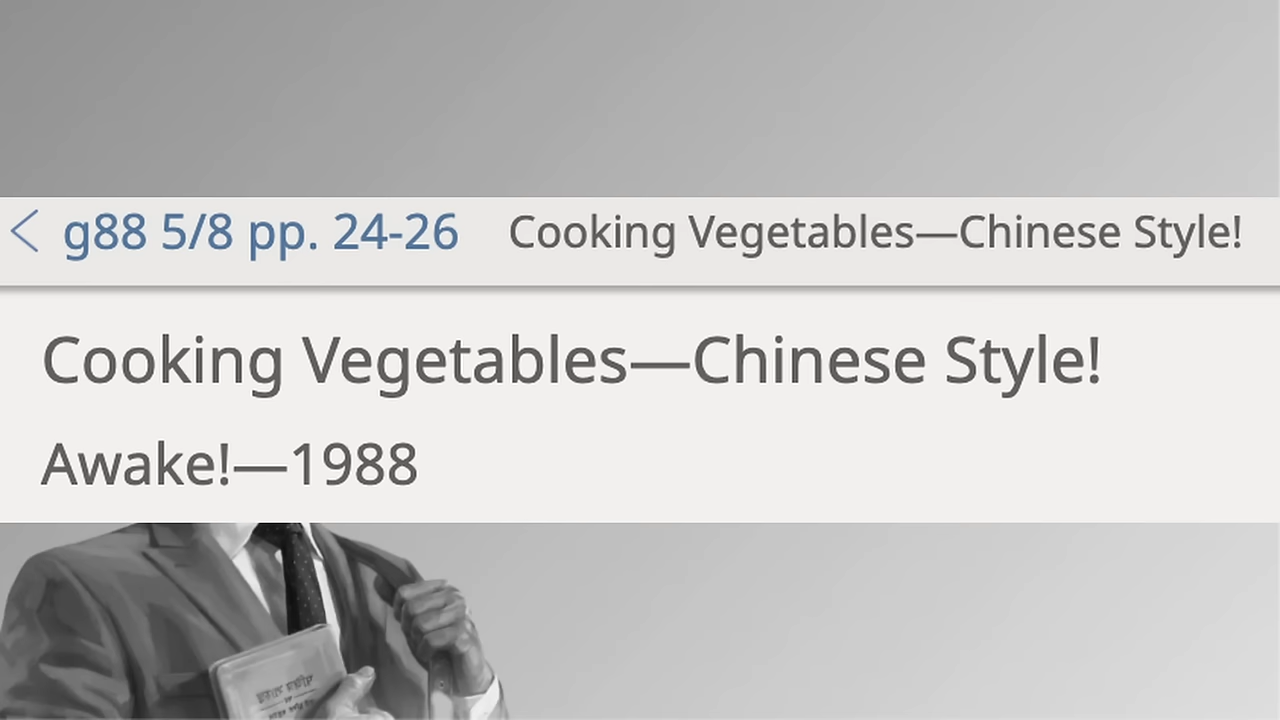 g88 5/8 pp. 24-26 Cooking Vegetables—Chinese Style!
Cooking Vegetables—Chinese Style!
Awake!—1988